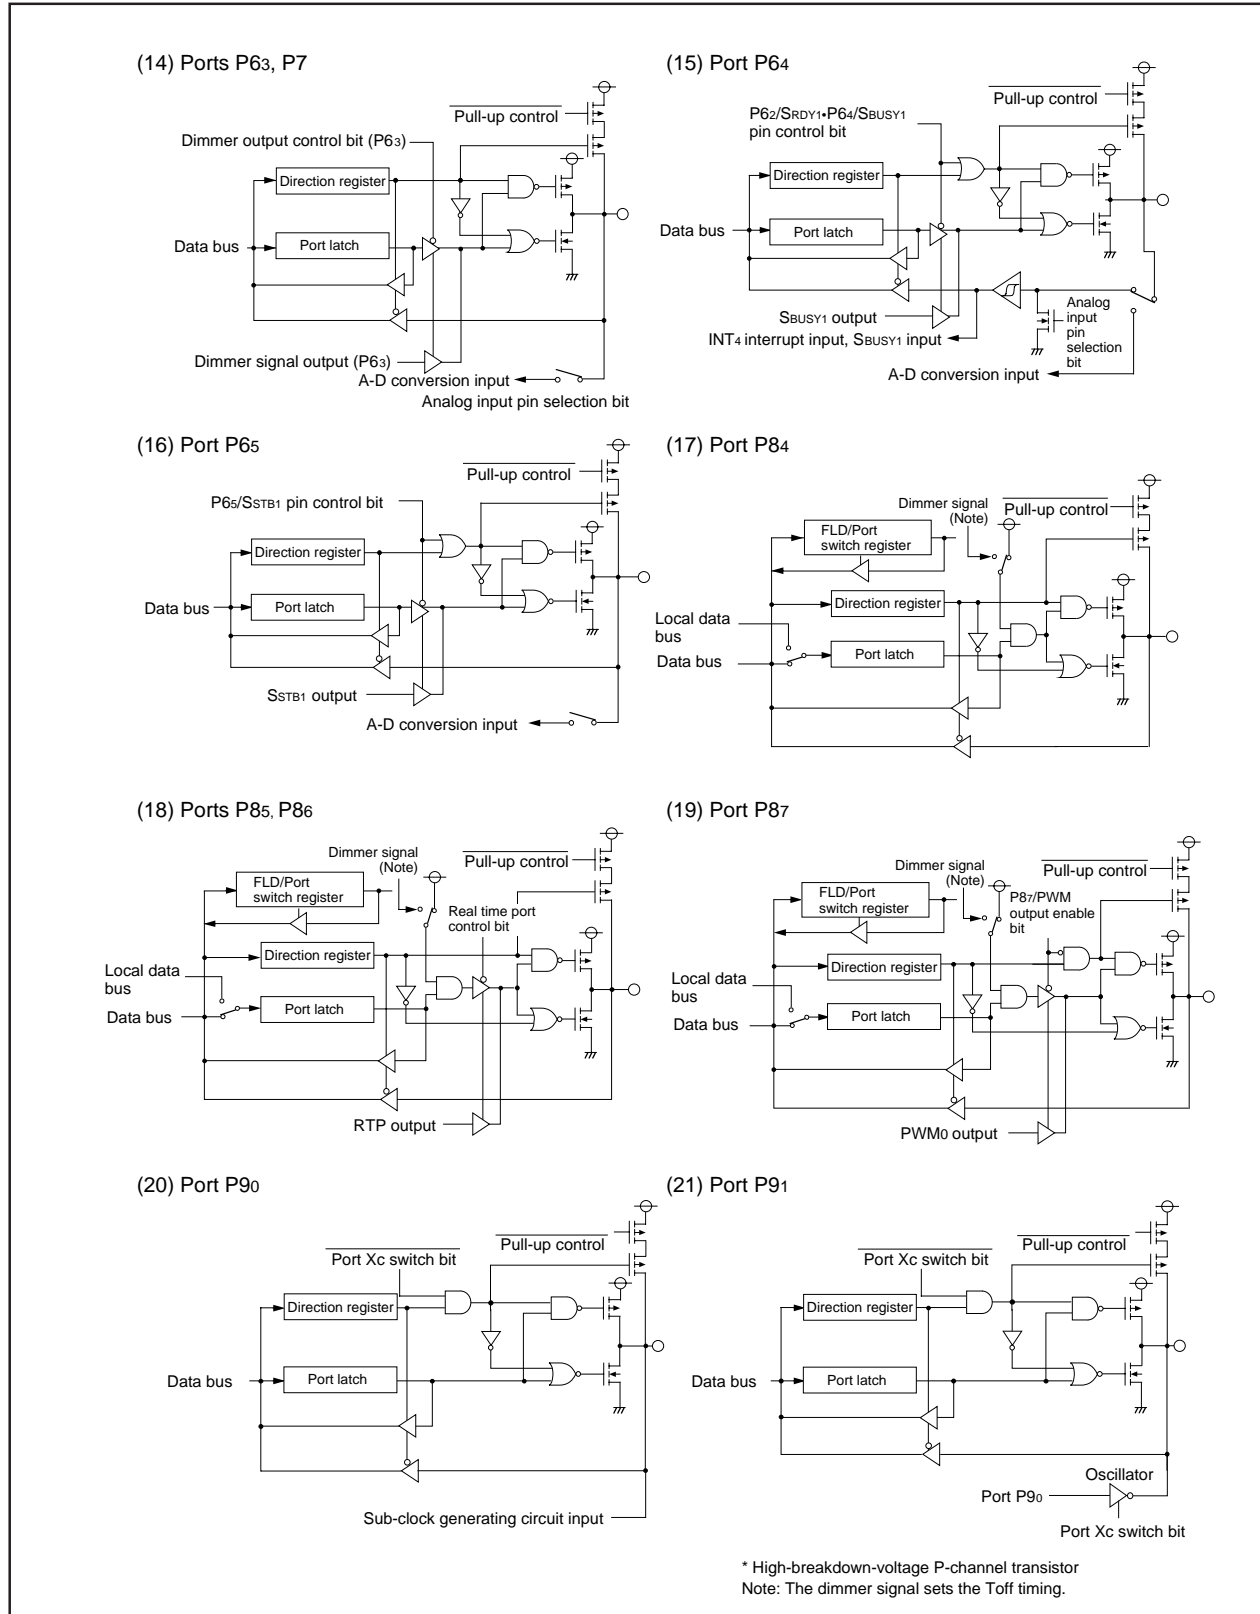 (14) Ports P63, P7
Pull-up control
Dimmer output control bit (P63)
Direction register
Data bus
Port latch
Dimmer signal output (P63)
A-D conversion input
Analog input pin selection bit
(15) Port P64
Pull-up control
P62/SRDY1•P64/SBUSY1
pin control bit
Direction register
Data bus
Port latch
SBUSY1 output
INT4 interrupt input, SBUSY1 input
Analog
input
pin
selection
bit
A-D conversion input
(16) Port P65
Pull-up control
P65/SSTB1 pin control bit
Direction register
Data bus
Port latch
SSTB1 output
A-D conversion input
(17) Port P84
Dimmer signal
(Note)
Pull-up control
FLD/Port
switch register
Direction register
Local data
bus
Data bus
Port latch
(18) Ports P85, P86
Dimmer signal
(Note)
Pull-up control
FLD/Port
switch register
Real time port
control bit
Direction register
Local data
bus
Data bus
Port latch
RTP output
(19) Port P87
Dimmer signal
(Note)
Pull-up control
FLD/Port
switch register
P87/PWM
output enable
bit
Direction register
Local data
bus
Data bus
Port latch
PWM0 output
(20) Port P90
Pull-up control
Port Xc switch bit
Direction register
Data bus
Port latch
Sub-clock generating circuit input
(21) Port P91
Pull-up control
Port Xc switch bit
Direction register
Data bus
Port latch
Oscillator
Port P90
Port Xc switch bit
* High-breakdown-voltage P-channel transistor
Note: The dimmer signal sets the Toff timing.